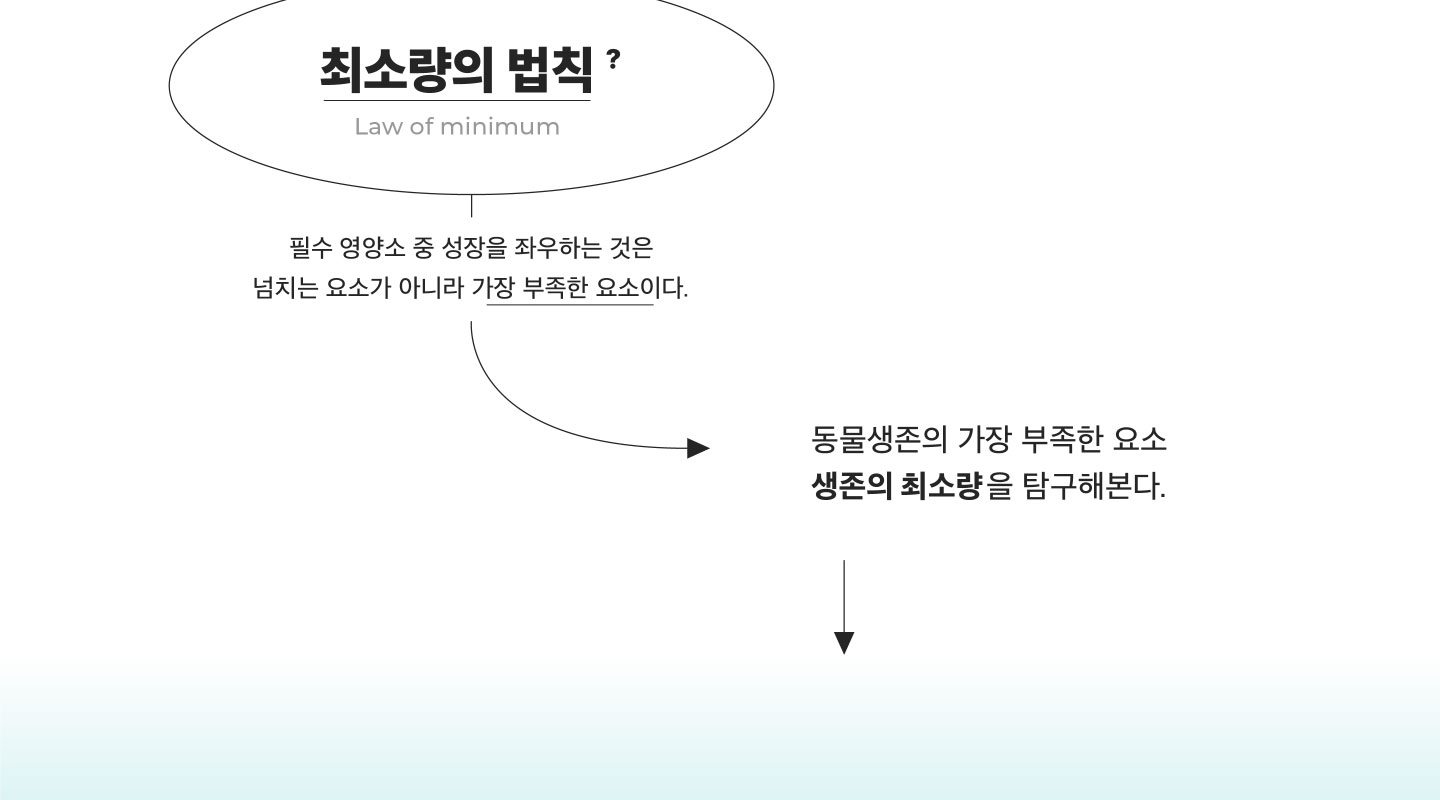 최소량의 법칙 ?
Law of minimum
필수 영양소 중 성장을 좌우하는 것은
넘치는 요소가 아니라 가장 부족한 요소이다.
동물생존의 가장 부족한 요소
생존의 최소량을 탐구해본다.